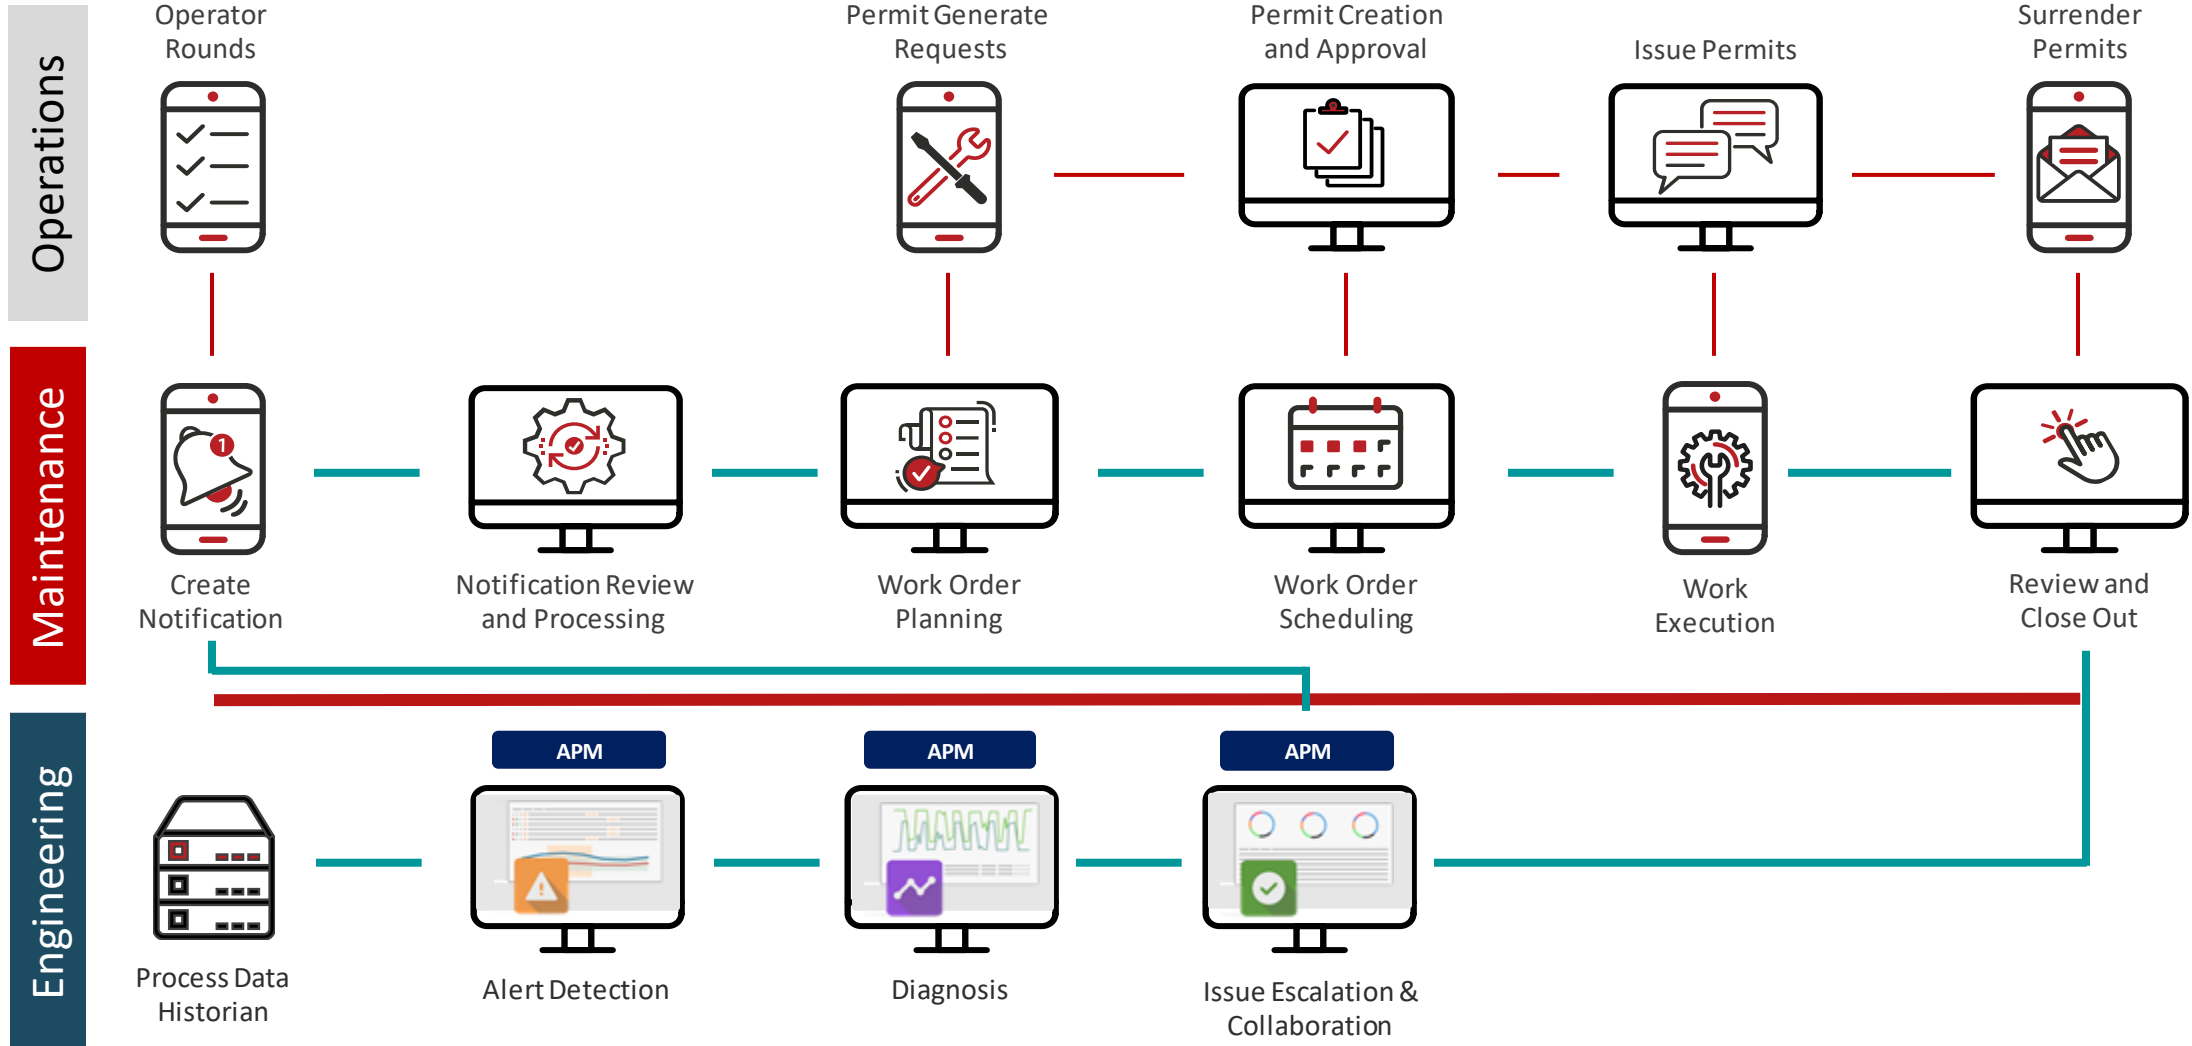 Operations
Operator
Rounds
Permit Generate
Requests
Permit Creation
and Approval
Issue Permits
Surrender
Permits
Maintenance
1
Create
Notification
Notification Review
and Processing
Work Order
Planning
Work Order
Scheduling
Work
Execution
Review and
Close Out
Engineering
APM
APM
APM
Process Data
Historian
Alert Detection
Diagnosis
Issue Escalation &
Collaboration